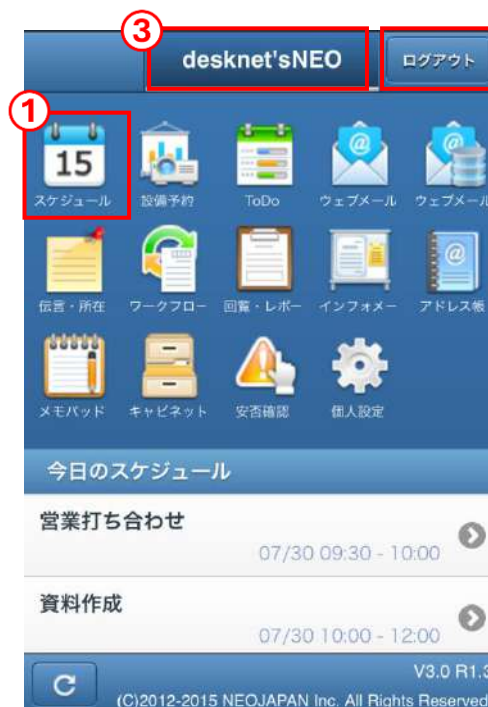 ③
desknet'sNEO
ログアウト
①
15
スケジュール
設備予約
ToDo
ウェブメール
ウェブメール
伝言・所在
ワークフロー
回覧・レポー
インフォメー
アドレス帳
メモパッド
キャビネット
安否確認
個人設定
今日のスケジュール
営業打ち合わせ
07/30 09:30 - 10:00
資料作成
07/30 10:00 - 12:00
V3.0 R1.3
(C)2012-2015 NEOJAPAN Inc. All Rights Reserved.